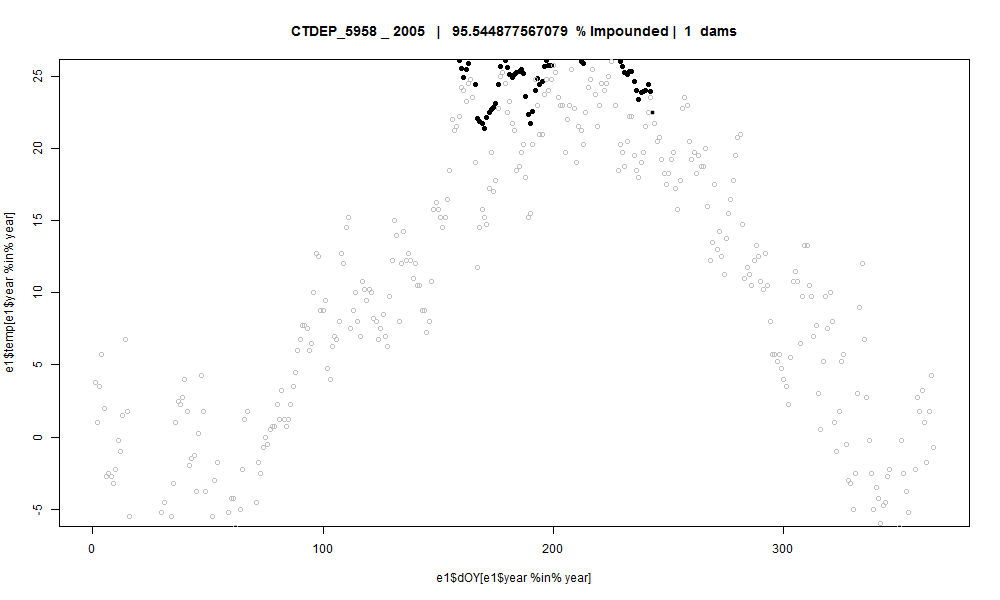 CTDEP_5958 _ 2005 | 95.544877567079 % Impounded | 1 dams
e1$temp[e1$year %in% year]
25
20
15
10
5
0
-5
0 100 200 300
e1$dOY[e1$year %in% year]